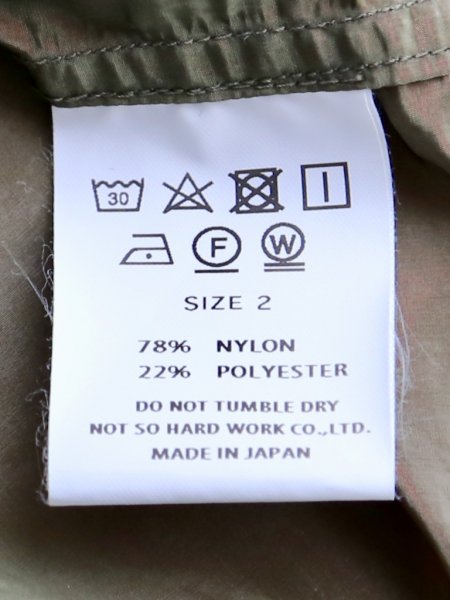 30
F W
SIZE 2
78% NYLON
22% POLYESTER
DO NOT TUMBLE DRY
NOT SO HARD WORK CO.,LTD.
MADE IN JAPAN